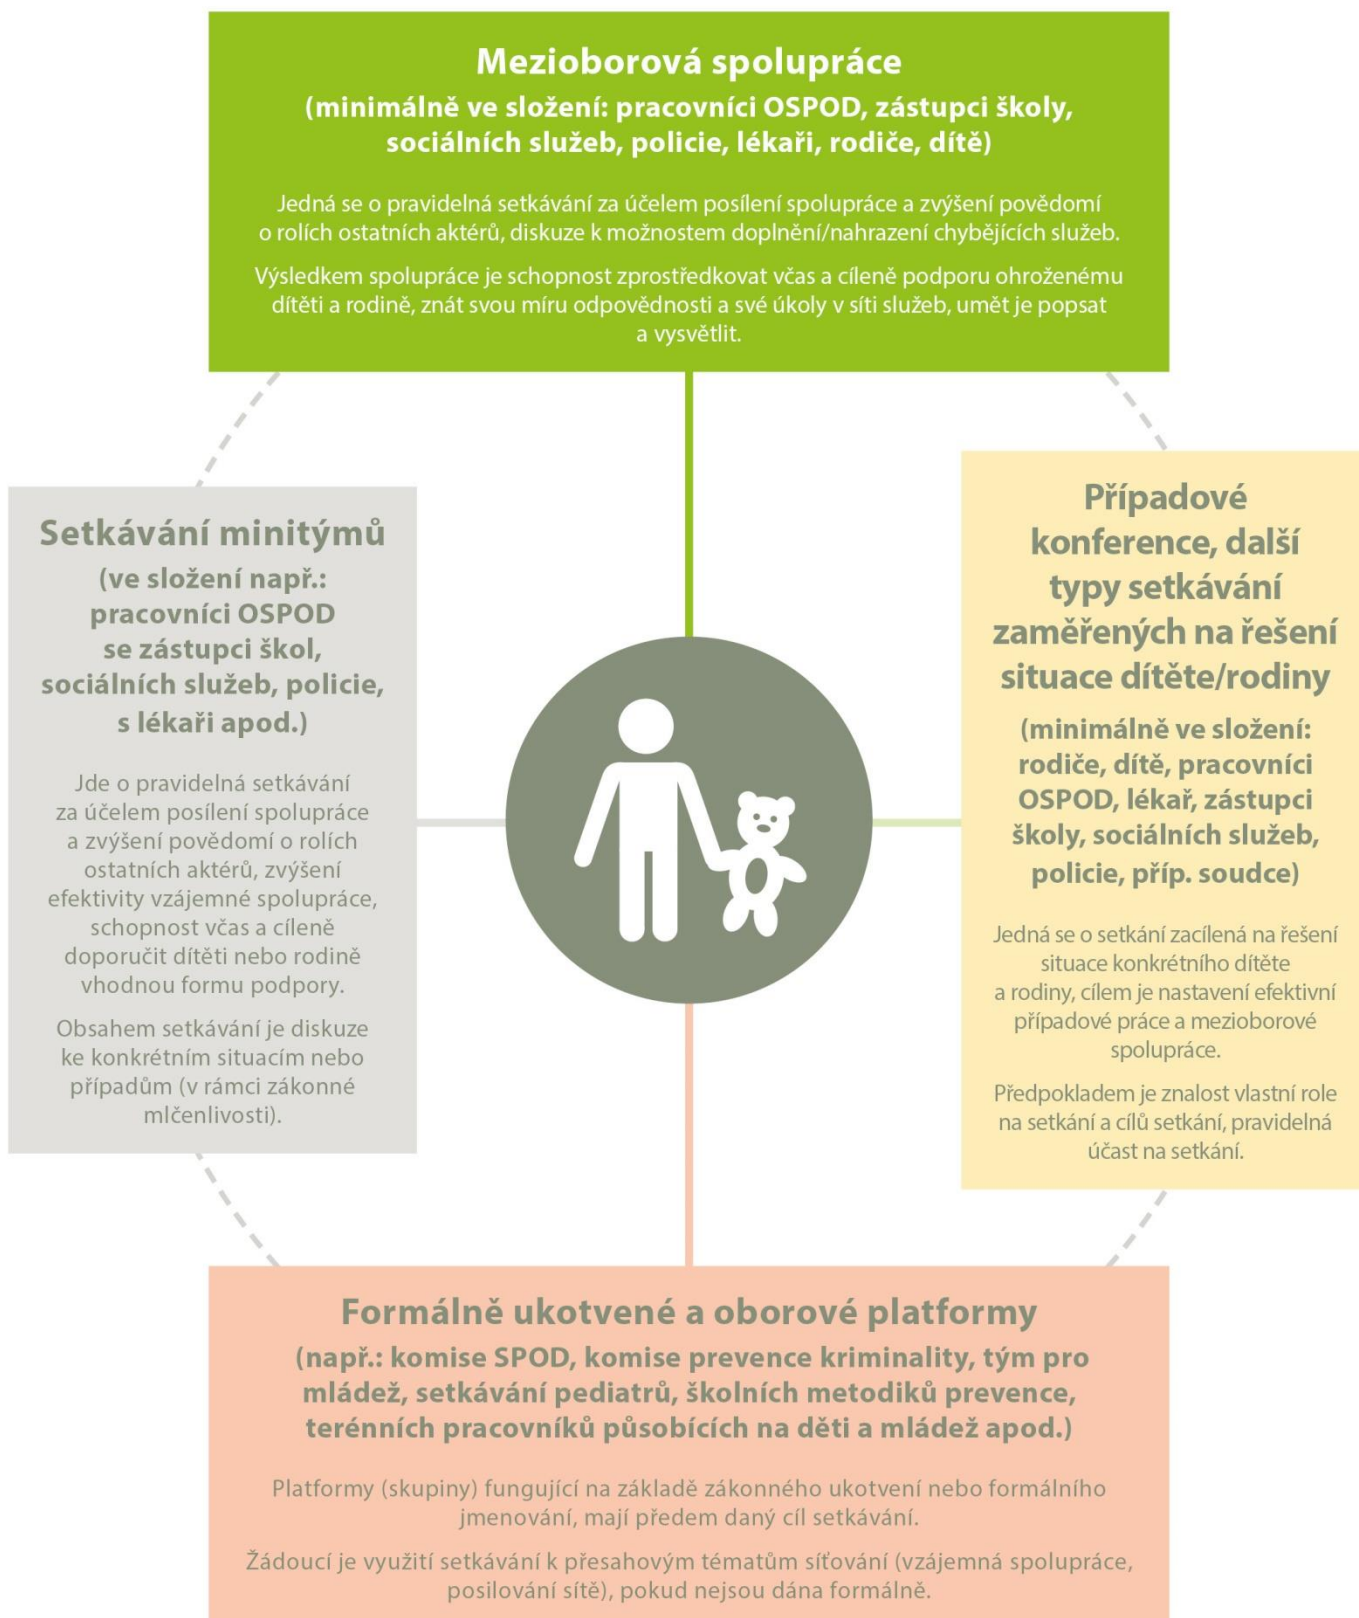 Mezioborová spolupráce
(minimálně ve složení: pracovníci OSPOD, zástupci školy,
sociálních služeb, policie, lékaři, rodiče, dítě)
Jedná se o pravidelná setkávání za účelem posílení spolupráce a zvýšení povědomí
o rolích ostatních aktérů, diskuze k možnostem doplnění/nahrazení chybějících služeb.
Výsledkem spolupráce je schopnost zprostředkovat včas a cíleně podporu ohroženému
dítěti a rodině, znát svou míru odpovědnosti a své úkoly v síti služeb, umět je popsat
a vysvětlit.
Setkávání minitýmů
(ve složení např.:
pracovníci OSPOD
se zástupci škol,
sociálních služeb, policie,
s lékaři apod.)
Jde o pravidelná setkávání
za účelem posílení spolupráce
a zvýšení povědomí o rolích
ostatních aktérů, zvýšení
efektivity vzájemné spolupráce,
schopnost včas a cíleně
doporučit dítěti nebo rodině
vhodnou formu podpory.
Obsahem setkávání je diskuze
ke konkrétním situacím nebo
případům (v rámci zákonné
mlčenlivosti).
Případové
konference, další
typy setkávání
zaměřených na řešení
situace dítěte/rodiny
(minimálně ve složení:
rodiče, dítě, pracovníci
OSPOD, lékař, zástupci
školy, sociálních služeb,
policie, příp. soudce)
Jedná se o setkání zacílená na řešení
situace konkrétního dítěte
a rodiny, cílem je nastavení efektivní
případové práce a mezioborové
spolupráce.
Předpokladem je znalost vlastní role
na setkání a cílů setkání, pravidelná
účast na setkání.
Formálně ukotvené a oborové platformy
(např.: komise SPOD, komise prevence kriminality, tým pro
mládež, setkávání pediatrů, školních metodiků prevence,
terénních pracovníků působících na děti a mládež apod.)
Platformy (skupiny) fungující na základě zákonného ukotvení nebo formálního
jmenování, mají předem daný cíl setkávání.
Žádoucí je využití setkávání k přesahovým tématům síťování (vzájemná spolupráce,
posilování sítě), pokud nejsou dána formálně.